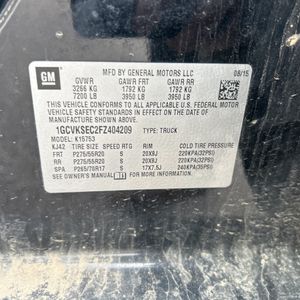 GM
MFD BY GENERAL MOTORS LLC 08/15
GVWR GAWR FRT GAWR RR
3266 KG 1792 KG 1792 KG
7200 LB 3950 LB 3950 LB
THIS VEHICLE CONFORMS TO ALL APPLICABLE U.S.
FEDERAL MOTOR VEHICLE SAFETY AND THEFT
PREVENTION STANDARDS IN EFFECT ON THE DATE OF
MANUFACTURE SHOWN ABOVE.
1GCVKSEC2FZ404209 TYPE: TRUCK
MODEL: K15753
KJ42 TIRE SIZE SPEED RTG RIM COLD TIRE PRESSURE
FRT P275/55R20 S 20X9J 220KPA(32PSI)
RR P275/55R20 S 20X9J 220KPA(32PSI)
SPA P265/70R17 S 17X7.5J 240KPA(35PSI)
SEE OWNER'S MANUAL FOR ADDITIONAL INFORMATION